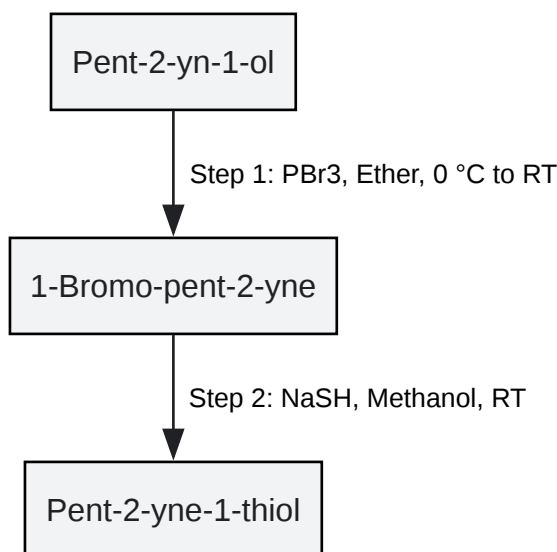 Pent-2-yn-1-ol
Step 1: PBr3, Ether, 0 °C to RT
1-Bromo-pent-2-yne
Step 2: NaSH, Methanol, RT
Pent-2-yne-1-thiol